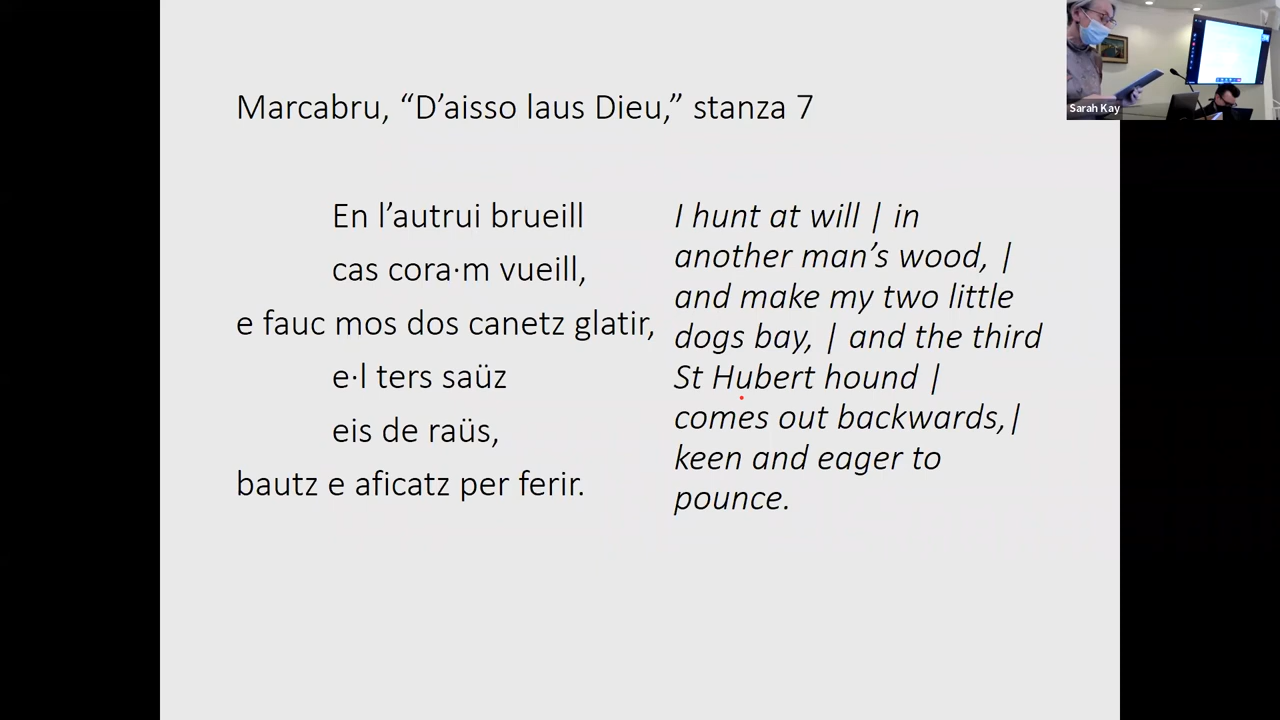 Marcabru, “D’aisso laus Dieu,” stanza 7
En l’autrui brueill
cas cora·m vueill,
e fauc mos dos canetz glatir,
e·l ters saüz
eis de raüs,
bautz e aficatz per ferir.
I hunt at will | in
another man’s wood, |
and make my two little
dogs bay, | and the third
St Hubert hound |
comes out backwards,|
keen and eager to
pounce.
Sarah Kay